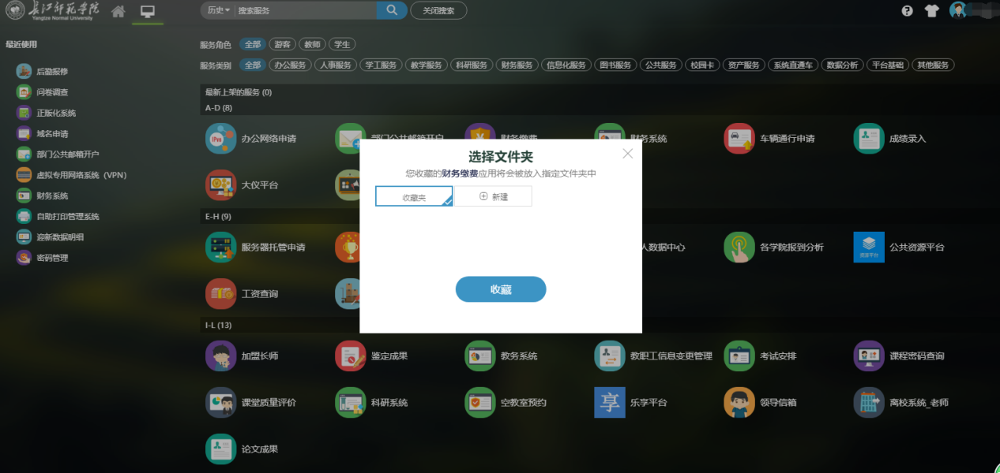 长江师范学院
Yangtze Normal University
历史 搜索服务 关闭搜索
最近使用
后勤报修
问卷调查
正版化系统
域名申请
部门公共邮箱开户
虚拟专用网络系统 (VPN)
财务系统
自助打印管理系统
迎新数据明细
密码管理
服务角色 全部 游客 教师 学生
服务类别 全部 办公服务 人事服务 学工服务 教学服务 科研服务 财务服务 信息化服务 图书服务 公共服务 校园卡 资产服务 系统直通车 数据分析 平台基础 其他服务
最新上架的服务 (0)
A-D (8)
IPv6 办公网络申请 部门公共邮箱开户 财务缴费 财务系统 车辆通行申请 成绩录入
大仪平台
选择文件夹
您收藏的财务缴费应用将会被放入指定文件夹中
收藏夹 新建
收藏
E-H (9)
服务器托管申请 人数据中心 各学院报到分析 资源平台 公共资源平台
工资查询
I-L (13)
加盟长师 鉴定成果 教务系统 教职工信息变更管理 考试安排 课程密码查询
课堂质量评价 科研系统 空教室预约 享 乐享平台 领导信箱 离校系统_老师
论文成果